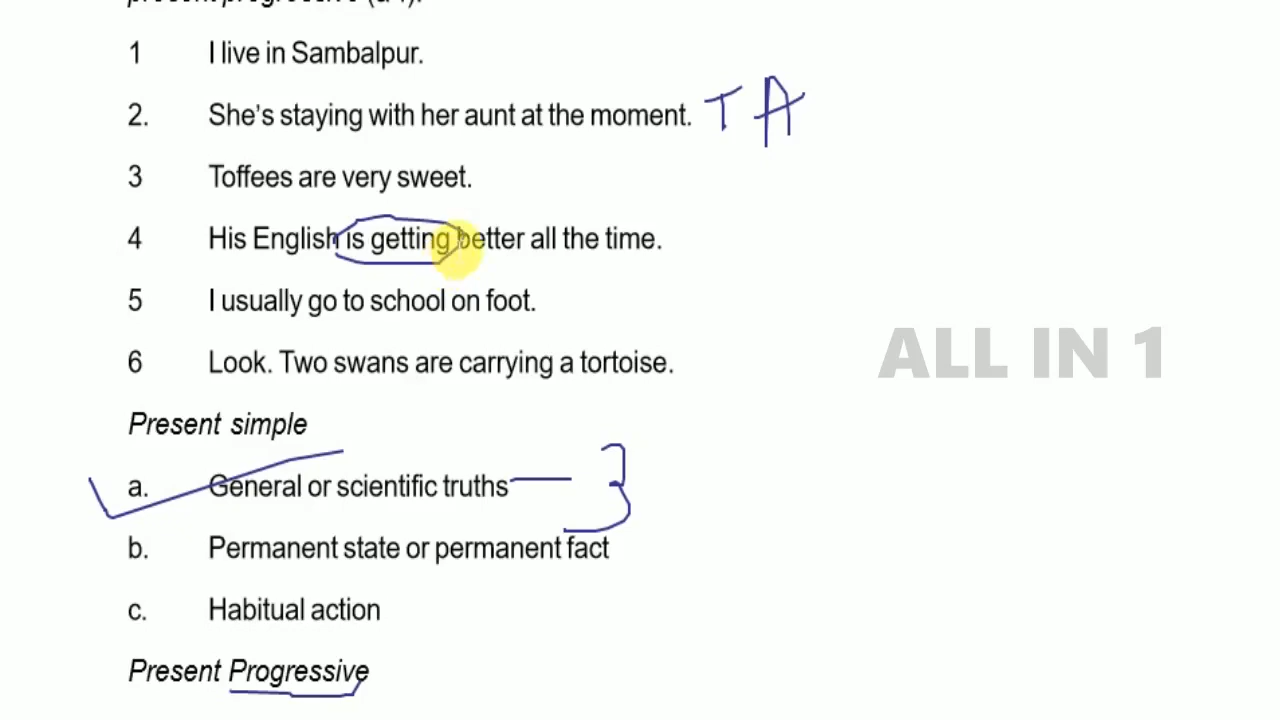 present progressive (d-f).
1 I live in Sambalpur.
2. She's staying with her aunt at the moment. T A
3 Toffees are very sweet.
4 His English is getting better all the time.
5 I usually go to school on foot.
6 Look. Two swans are carrying a tortoise.
ALL IN 1
Present simple
a. General or scientific truths — 3
b. Permanent state or permanent fact
c. Habitual action
Present Progressive